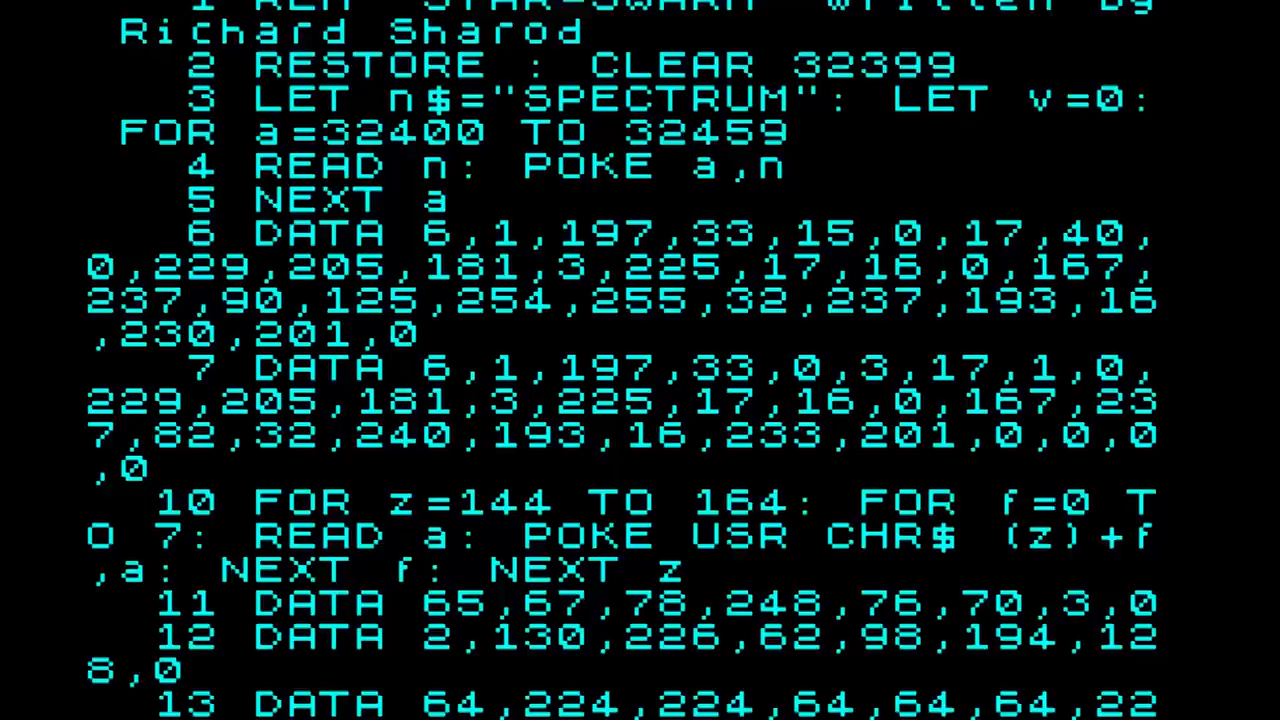 1 REM "STAR-SWARM" written by
Richard Sharod
2 RESTORE : CLEAR 32399
3 LET n$="SPECTRUM": LET v=0:
FOR a=32400 TO 32459
4 READ n: POKE a,n
5 NEXT a
6 DATA 6,1,197,33,15,0,17,40,
0,229,205,181,3,225,17,16,0,167,
237,90,125,254,255,32,237,193,16
,230,201,0
7 DATA 6,1,197,33,0,3,17,1,0,
229,205,181,3,225,17,16,0,167,23
7,82,32,240,193,16,233,201,0,0,0
,0
10 FOR z=144 TO 164: FOR f=0 T
O 7: READ a: POKE USR CHR$ (z)+f
,a: NEXT f: NEXT z
11 DATA 65,67,78,248,76,70,3,0
12 DATA 2,130,226,62,98,194,12
8,0
13 DATA 64,224,224,64,64,64,22